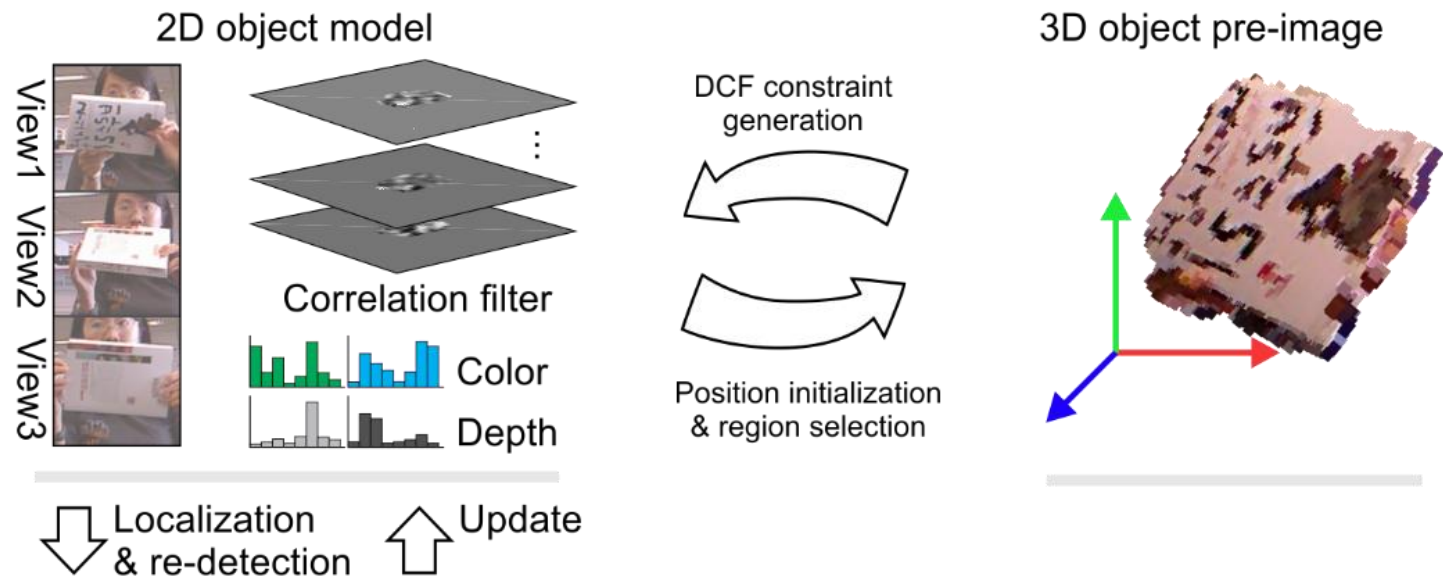 2D object model
3D object pre-image
View1
View2
View3
⋮
Correlation filter
Color
Depth
DCF constraint
generation
Position initialization
& region selection
Localization
& re-detection
Update